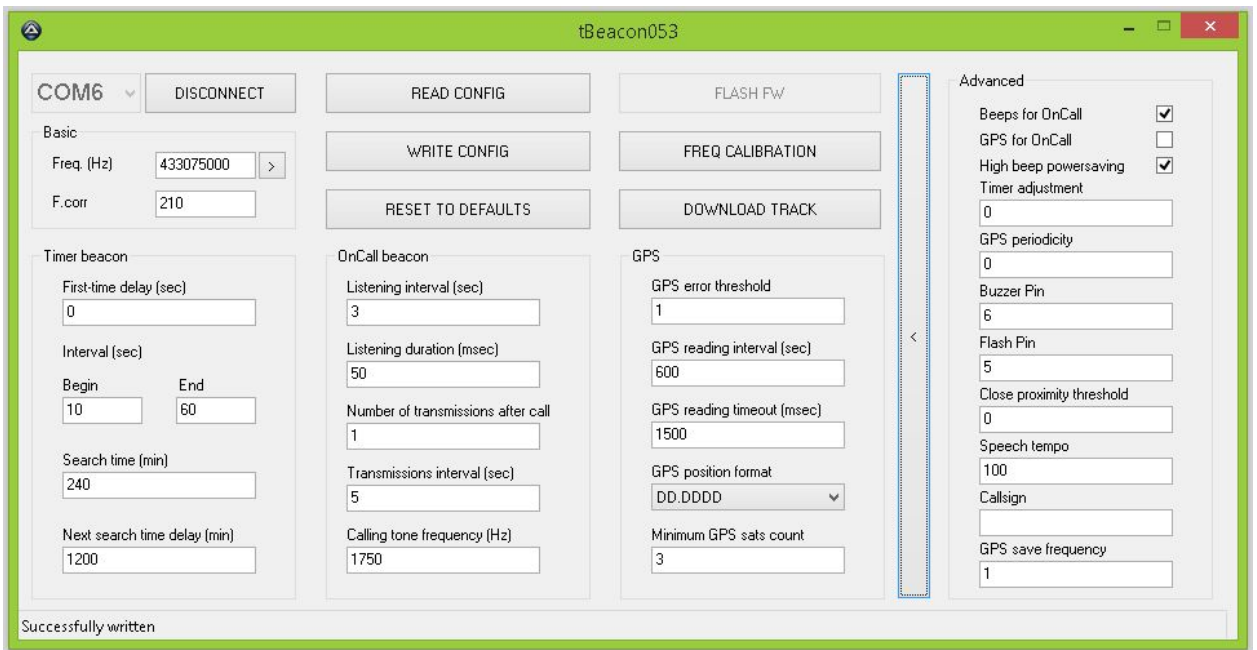 tBeacon053
COM6
DISCONNECT
READ CONFIG
FLASH FW
Basic
Freq. (Hz)
433075000
>
F.corr
210
WRITE CONFIG
FREQ CALIBRATION
RESET TO DEFAULTS
DOWNLOAD TRACK
Timer beacon
First-time delay (sec)
0
Interval (sec)
Begin End
10 60
Search time (min)
240
Next search time delay (min)
1200
OnCall beacon
Listening interval (sec)
3
Listening duration (msec)
50
Number of transmissions after call
1
Transmissions interval (sec)
5
Calling tone frequency (Hz)
1750
GPS
GPS error threshold
1
GPS reading interval (sec)
600
GPS reading timeout (msec)
1500
GPS position format
DD.DDDD
Minimum GPS sats count
3
<
Advanced
Beeps for OnCall
GPS for OnCall
High beep powersaving
Timer adjustment
0
GPS periodicity
0
Buzzer Pin
6
Flash Pin
5
Close proximity threshold
0
Speech tempo
100
Callsign
GPS save frequency
1
Successfully written